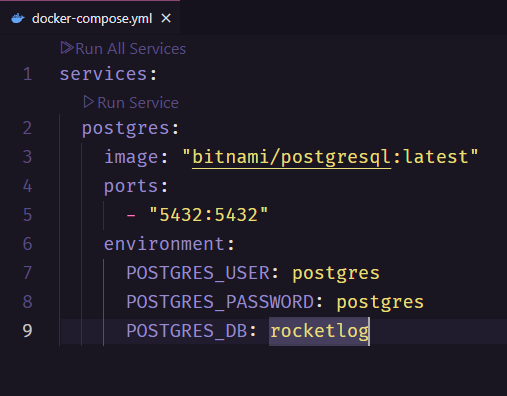 docker-compose.yml
Run All Services
1 services:
Run Service
2 postgres:
3 image: "bitnami/postgresql:latest"
4 ports:
5 - "5432:5432"
6 environment:
7 POSTGRES_USER: postgres
8 POSTGRES_PASSWORD: postgres
9 POSTGRES_DB: rocketlog